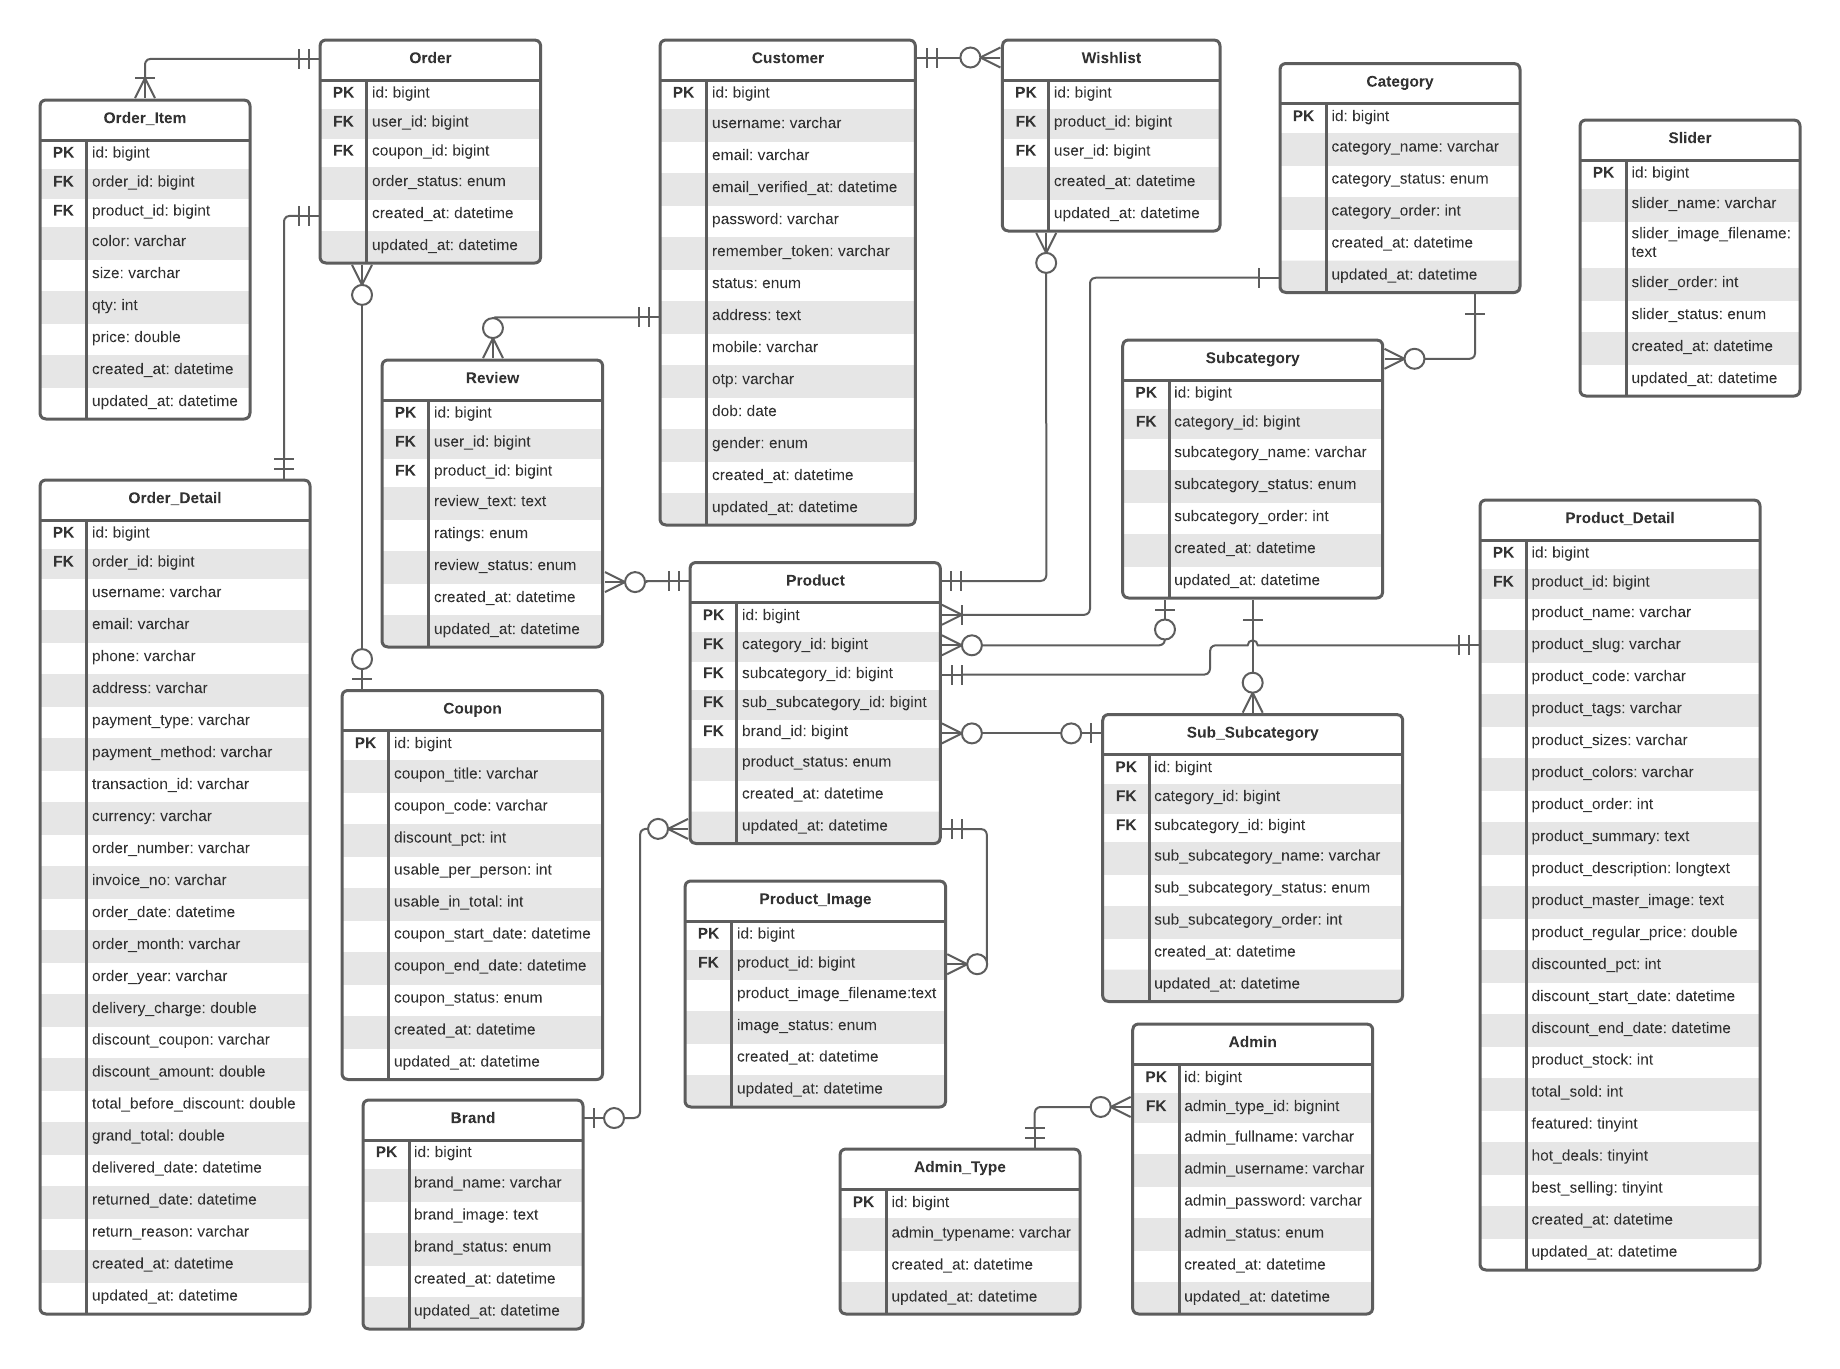 Order
PK id: bigint
FK user_id: bigint
FK coupon_id: bigint
order_status: enum
created_at: datetime
updated_at: datetime
Customer
PK id: bigint
username: varchar
email: varchar
email_verified_at: datetime
password: varchar
remember_token: varchar
status: enum
address: text
mobile: varchar
otp: varchar
dob: date
gender: enum
created_at: datetime
updated_at: datetime
Wishlist
PK id: bigint
FK product_id: bigint
FK user_id: bigint
created_at: datetime
updated_at: datetime
Category
PK id: bigint
category_name: varchar
category_status: enum
category_order: int
created_at: datetime
updated_at: datetime
Slider
PK id: bigint
slider_name: varchar
slider_image_filename:
text
slider_order: int
slider_status: enum
created_at: datetime
updated_at: datetime
Order_Item
PK id: bigint
FK order_id: bigint
FK product_id: bigint
color: varchar
size: varchar
qty: int
price: double
created_at: datetime
updated_at: datetime
Review
PK id: bigint
FK user_id: bigint
FK product_id: bigint
review_text: text
ratings: enum
review_status: enum
created_at: datetime
updated_at: datetime
Subcategory
PK id: bigint
FK category_id: bigint
subcategory_name: varchar
subcategory_status: enum
subcategory_order: int
created_at: datetime
updated_at: datetime
Order_Detail
PK id: bigint
FK order_id: bigint
username: varchar
email: varchar
phone: varchar
address: varchar
payment_type: varchar
payment_method: varchar
transaction_id: varchar
currency: varchar
order_number: varchar
invoice_no: varchar
order_date: datetime
order_month: varchar
order_year: varchar
delivery_charge: double
discount_coupon: varchar
discount_amount: double
total_before_discount: double
grand_total: double
delivered_date: datetime
returned_date: datetime
return_reason: varchar
created_at: datetime
updated_at: datetime
Product
PK id: bigint
FK category_id: bigint
FK subcategory_id: bigint
FK sub_subcategory_id: bigint
FK brand_id: bigint
product_status: enum
created_at: datetime
updated_at: datetime
Product_Detail
PK id: bigint
FK product_id: bigint
product_name: varchar
product_slug: varchar
product_code: varchar
product_tags: varchar
product_sizes: varchar
product_colors: varchar
product_order: int
product_summary: text
product_description: longtext
product_master_image: text
product_regular_price: double
discounted_pct: int
discount_start_date: datetime
discount_end_date: datetime
product_stock: int
total_sold: int
featured: tinyint
hot_deals: tinyint
best_selling: tinyint
created_at: datetime
updated_at: datetime
Coupon
PK id: bigint
coupon_title: varchar
coupon_code: varchar
discount_pct: int
usable_per_person: int
usable_in_total: int
coupon_start_date: datetime
coupon_end_date: datetime
coupon_status: enum
created_at: datetime
updated_at: datetime
Sub_Subcategory
PK id: bigint
FK category_id: bigint
FK subcategory_id: bigint
sub_subcategory_name: varchar
sub_subcategory_status: enum
sub_subcategory_order: int
created_at: datetime
updated_at: datetime
Product_Image
PK id: bigint
FK product_id: bigint
product_image_filename:text
image_status: enum
created_at: datetime
updated_at: datetime
Brand
PK id: bigint
brand_name: varchar
brand_image: text
brand_status: enum
created_at: datetime
updated_at: datetime
Admin_Type
PK id: bigint
admin_typename: varchar
created_at: datetime
updated_at: datetime
Admin
PK id: bigint
FK admin_type_id: bignint
admin_fullname: varchar
admin_username: varchar
admin_password: varchar
admin_status: enum
created_at: datetime
updated_at: datetime